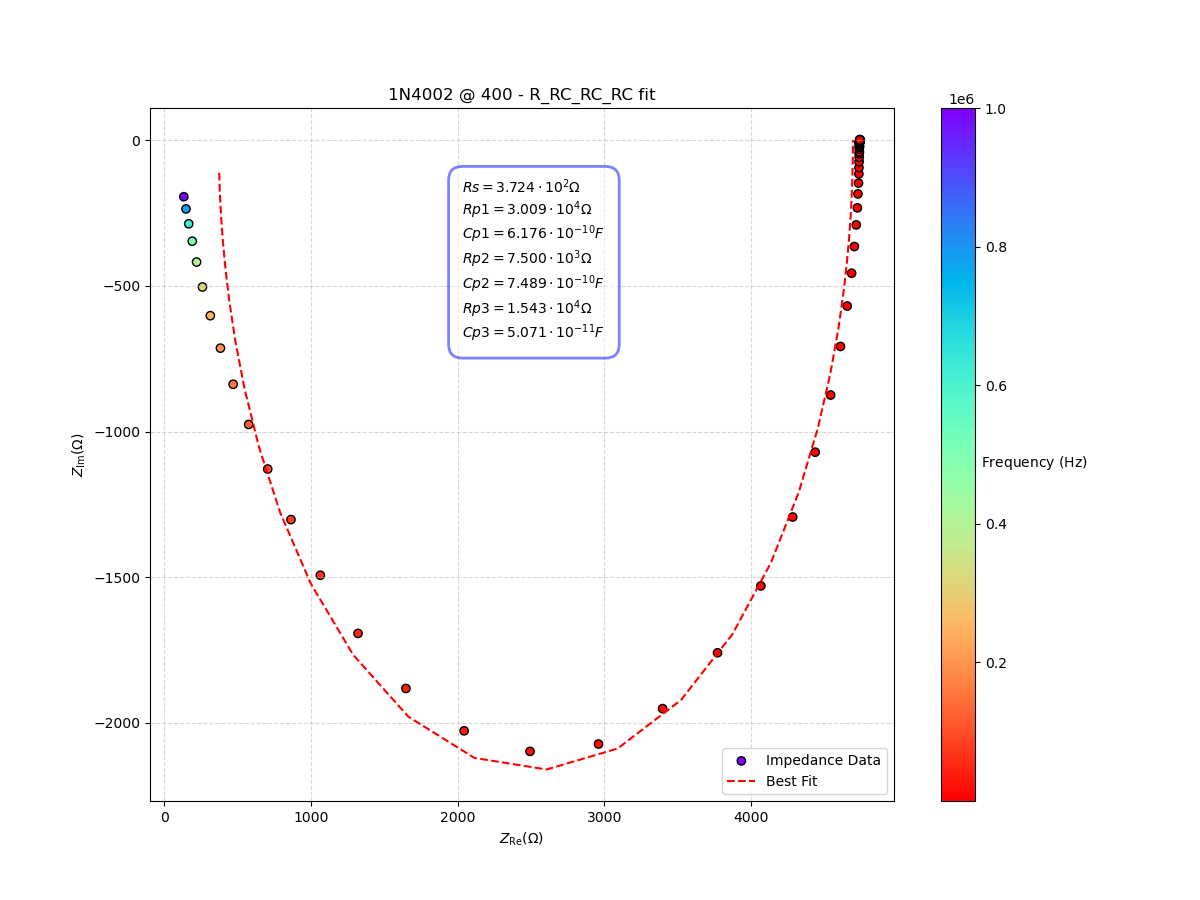 1N4002 @ 400 - R_RC_RC_RC fit
1e6
0
−500
−1000
−1500
−2000
Z_Im(Ω)
Rs = 3.724 · 10^2Ω
Rp1 = 3.009 · 10^4Ω
Cp1 = 6.176 · 10^−10F
Rp2 = 7.500 · 10^3Ω
Cp2 = 7.489 · 10^−10F
Rp3 = 1.543 · 10^4Ω
Cp3 = 5.071 · 10^−11F
Impedance Data
Best Fit
0
1000
2000
3000
4000
Z_Re(Ω)
1.0
0.8
0.6
0.4
0.2
Frequency (Hz)